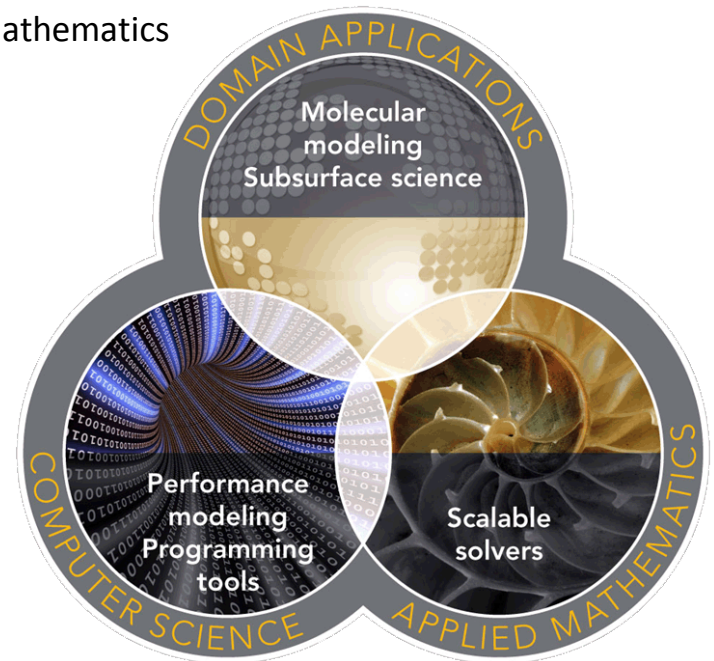 athematics
DOMAIN APPLICATIONS
Molecular
modeling
Subsurface science
Performance
modeling
Programming
tools
COMPUTER SCIENCE
Scalable
solvers
APPLIED MATHEMATICS